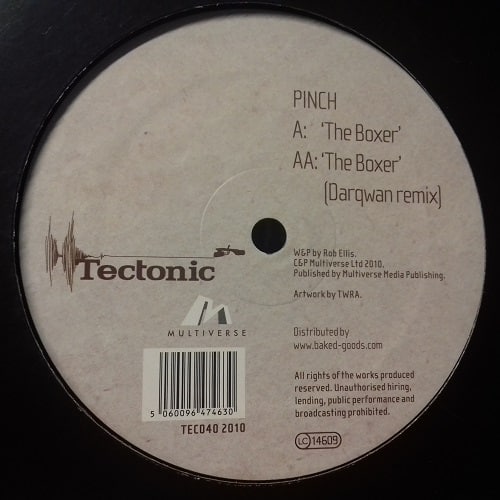 PINCH
A: 'The Boxer'
AA: 'The Boxer'
(Darqwan remix)
W&P by Rob Ellis.
C&P Multiverse Ltd 2010.
Published by Multiverse Media Publishing.
Artwork by TWRA.
Tectonic
MULTIVERSE
Distributed by
www.baked-goods.com
5 060096 474630
TEC040 2010
All rights of the works produced
reserved. Unauthorised hiring,
lending, public performance and
broadcasting prohibited.
LC 14609